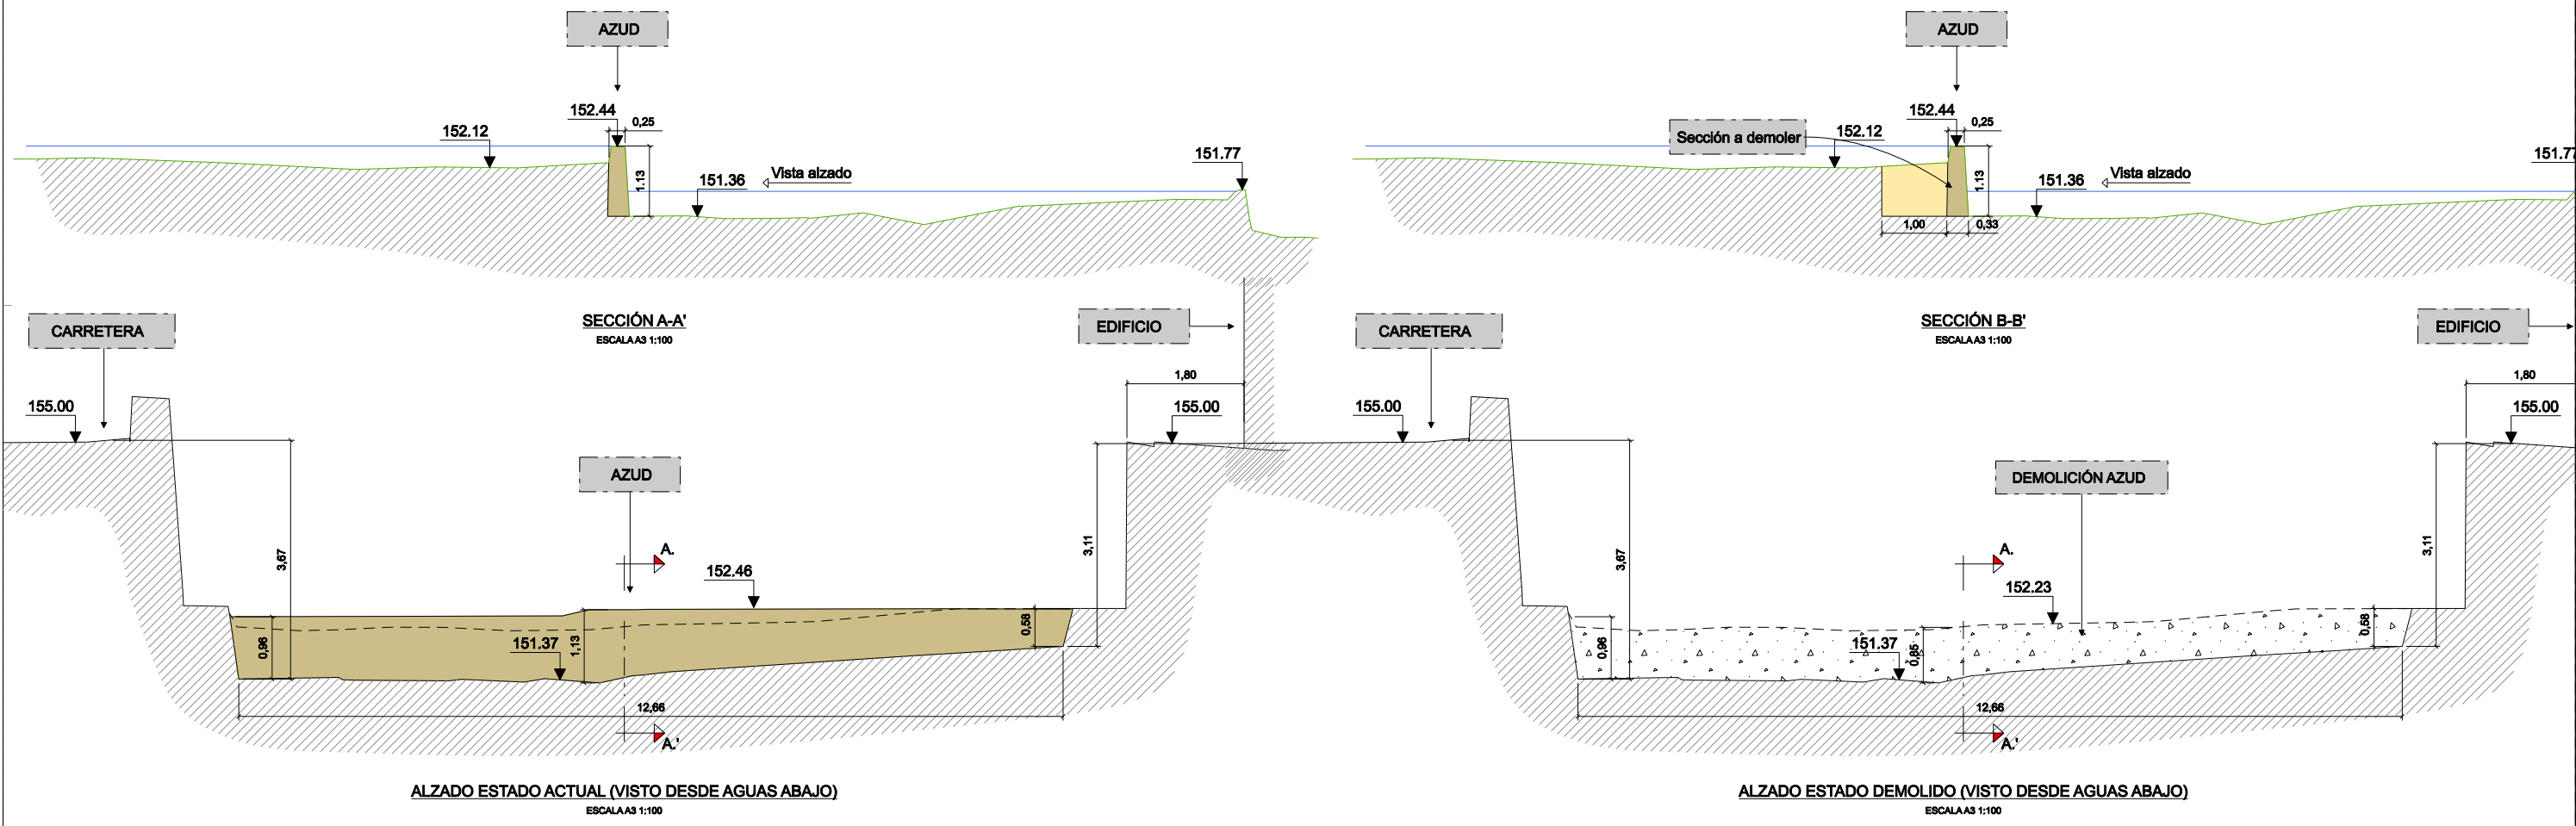 AZUD
152.44
0,25
152.12
1.13
151.36
Vista alzado
151.77
SECCIÓN A-A'
ESCALA A3 1:100
AZUD
152.44
0,25
Sección a demoler
152.12
1.13
151.36
Vista alzado
151.77
1,00
0,33
SECCIÓN B-B'
ESCALA A3 1:100
CARRETERA
EDIFICIO
1,80
155.00
155.00
AZUD
3,67
3,11
A.
152.46
0,96
1,13
151.37
0,58
12,66
A.'
ALZADO ESTADO ACTUAL (VISTO DESDE AGUAS ABAJO)
ESCALA A3 1:100
CARRETERA
EDIFICIO
1,80
155.00
155.00
DEMOLICIÓN AZUD
3,67
3,11
A.
152.23
0,96
151.37
0,85
0,58
12,66
A.'
ALZADO ESTADO DEMOLIDO (VISTO DESDE AGUAS ABAJO)
ESCALA A3 1:100